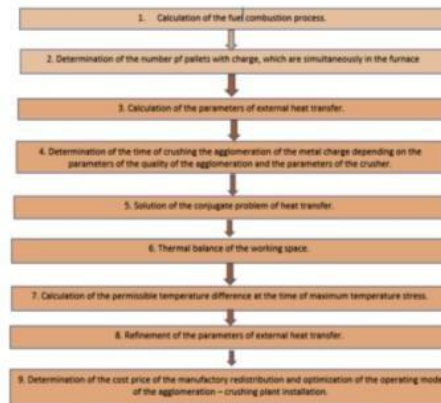 1. Calculation of the fuel combustion process.
2. Determination of the number pf pallets with charge, which are simultaneously in the furnace
3. Calculation of the parameters of external heat transfer.
4. Determination of the time of crushing the agglomeration of the metal charge depending on the
parameters of the quality of the agglomeration and the parameters of the crusher.
5. Solution of the conjugate problem of heat transfer.
6. Thermal balance of the working space.
7. Calculation of the permissible temperature difference at the time of maximum temperature stress.
8. Refinement of the parameters of external heat transfer.
9. Determination of the cost price of the manufactory redistribution and optimization of the operating mode
of the agglomeration – crushing plant installation.